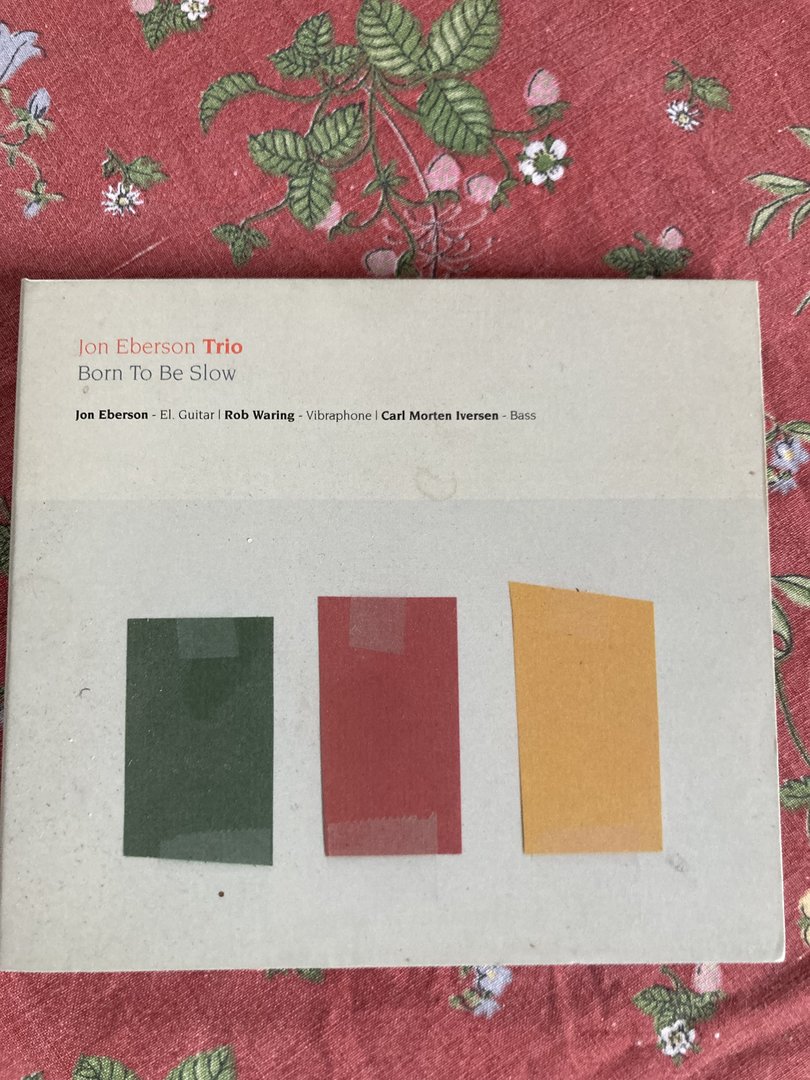 Jon Eberson Trio
Born To Be Slow
Jon Eberson - El. Guitar | Rob Waring - Vibraphone | Carl Morten Iversen - Bass